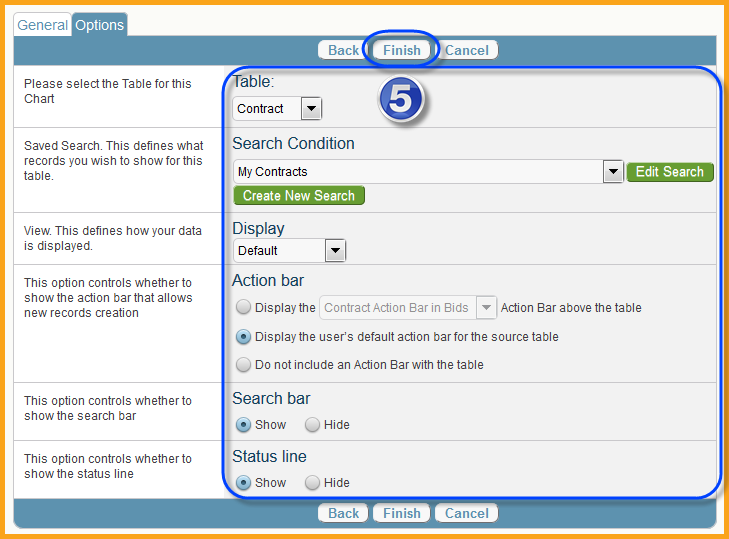 General Options
Back Finish Cancel
5
Please select the Table for this
Chart
Table:
Contract
Saved Search. This defines what
records you wish to show for this
table.
Search Condition
My Contracts Edit Search
Create New Search
View. This defines how your data
is displayed.
Display
Default
This option controls whether to
show the action bar that allows
new records creation
Action bar
Display the Contract Action Bar in Bids Action Bar above the table
Display the user's default action bar for the source table
Do not include an Action Bar with the table
This option controls whether to
show the search bar
Search bar
Show Hide
This option controls whether to
show the status line
Status line
Show Hide
Back Finish Cancel